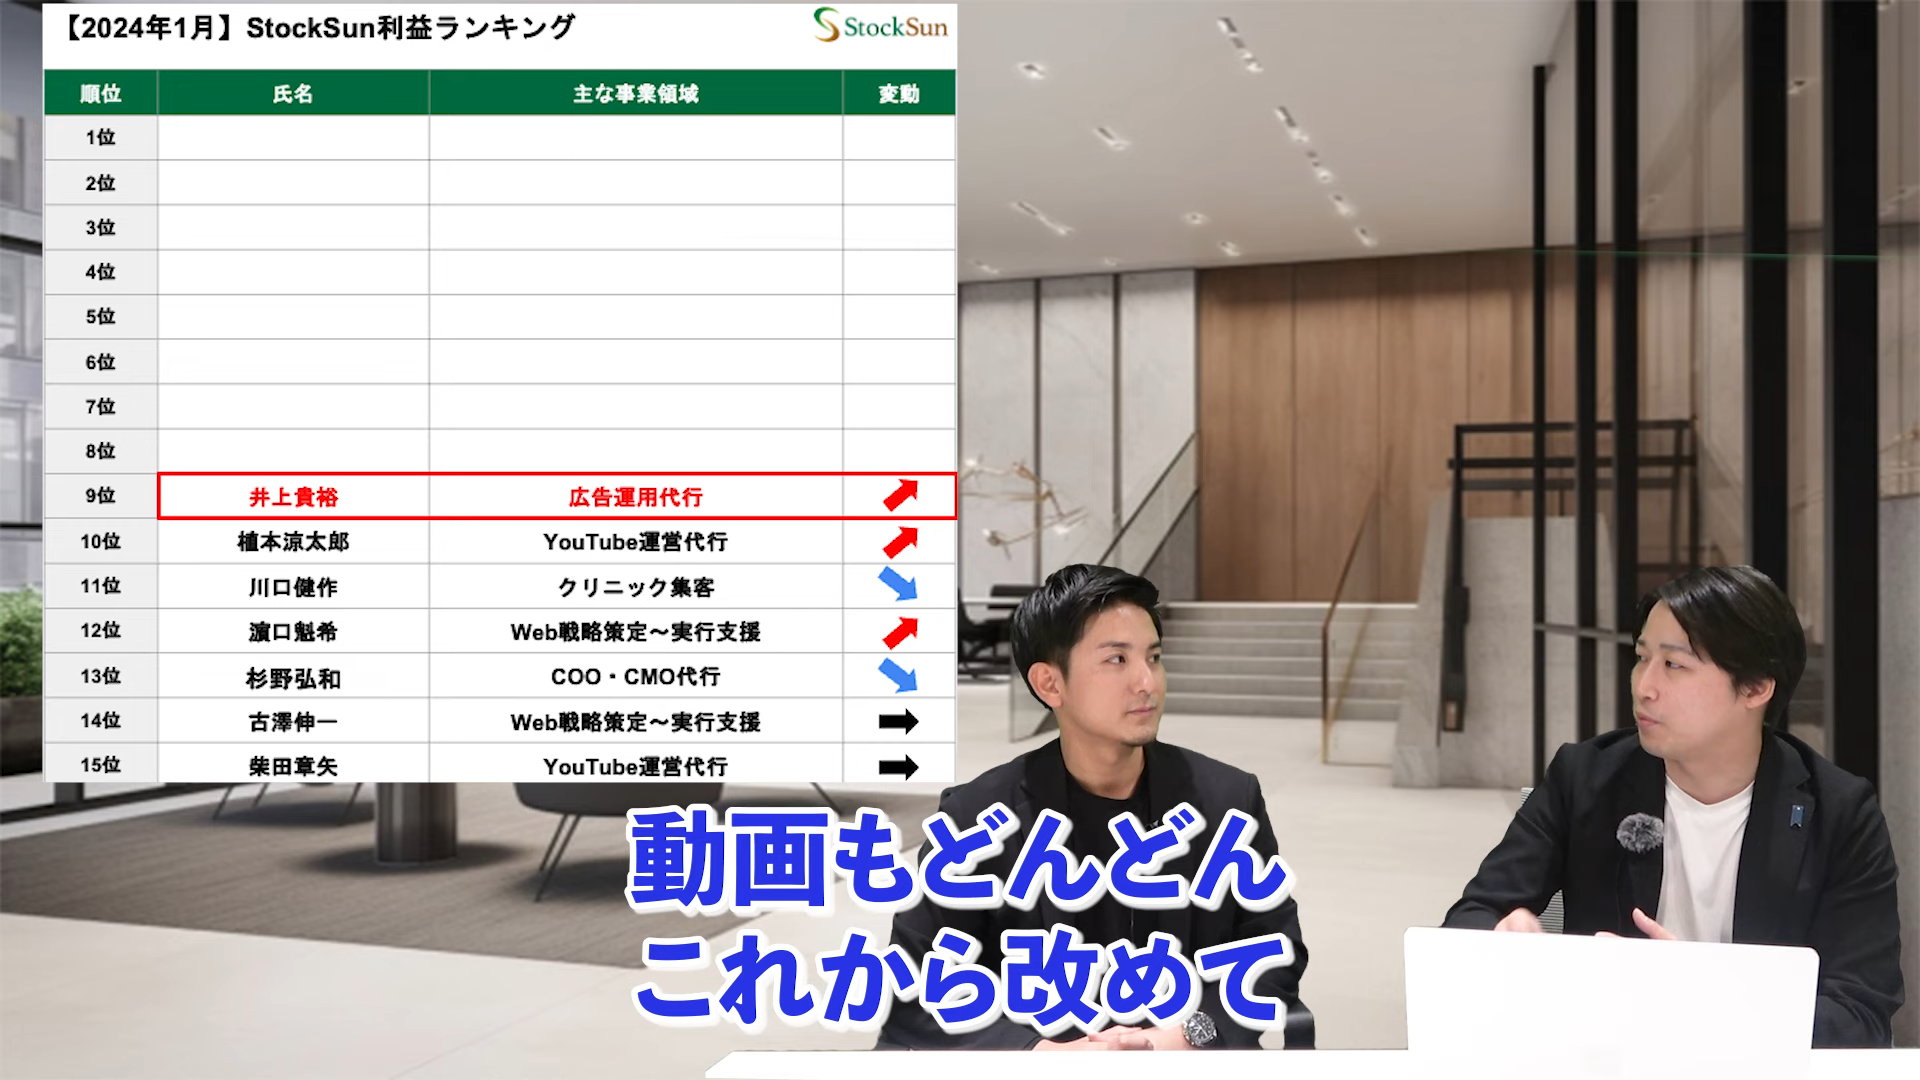 【2024年1月】StockSun利益ランキング
StockSun
順位 氏名 主な事業領域 変動
1位
2位
3位
4位
5位
6位
7位
8位
9位 井上貴裕 広告運用代行
10位 植本涼太郎 YouTube運営代行
11位 川口健作 クリニック集客
12位 濵口魁希 Web戦略策定〜実行支援
13位 杉野弘和 COO・CMO代行
14位 古澤伸一 Web戦略策定〜実行支援
15位 柴田章矢 YouTube運営代行
動画もどんどん
これから改めて